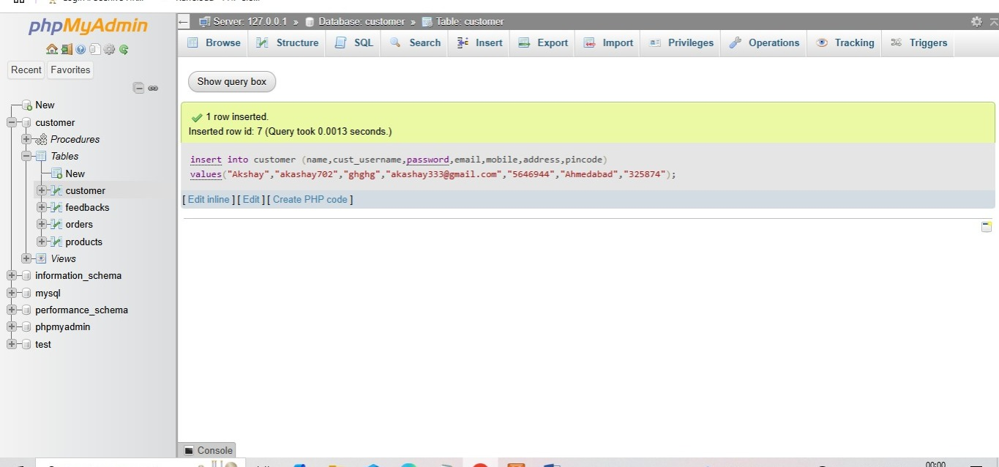 phpMyAdmin
Recent Favorites
New
customer
Procedures
Tables
New
customer
feedbacks
orders
products
Views
information_schema
mysql
performance_schema
phpmyadmin
test
Server: 127.0.0.1 » Database: customer » Table: customer
Browse Structure SQL Search Insert Export Import Privileges Operations Tracking Triggers
Show query box
1 row inserted.
Inserted row id: 7 (Query took 0.0013 seconds.)
insert into customer (name,cust_username,password,email,mobile,address,pincode)
values("Akshay","akashay702","ghghg","akashay333@gmail.com","5646944","Ahmedabad","325874");
[ Edit inline ] [ Edit ] [ Create PHP code ]
Console
00:00